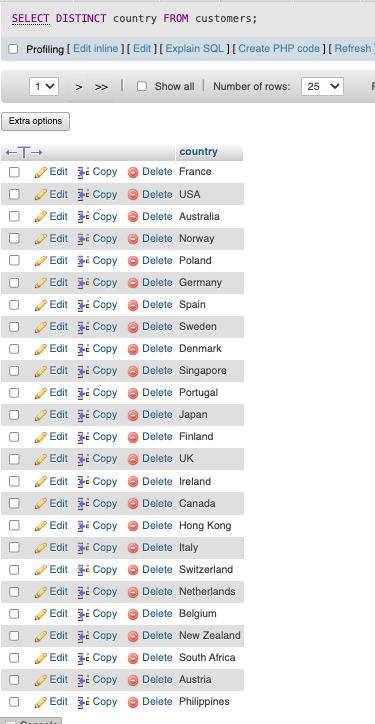 SELECT DISTINCT country FROM customers;
Profiling [ Edit inline ] [ Edit ] [ Explain SQL ] [ Create PHP code ] [ Refresh
1 > >> | Show all | Number of rows: 25
Extra options
←T→ country
Edit Copy Delete France
Edit Copy Delete USA
Edit Copy Delete Australia
Edit Copy Delete Norway
Edit Copy Delete Poland
Edit Copy Delete Germany
Edit Copy Delete Spain
Edit Copy Delete Sweden
Edit Copy Delete Denmark
Edit Copy Delete Singapore
Edit Copy Delete Portugal
Edit Copy Delete Japan
Edit Copy Delete Finland
Edit Copy Delete UK
Edit Copy Delete Ireland
Edit Copy Delete Canada
Edit Copy Delete Hong Kong
Edit Copy Delete Italy
Edit Copy Delete Switzerland
Edit Copy Delete Netherlands
Edit Copy Delete Belgium
Edit Copy Delete New Zealand
Edit Copy Delete South Africa
Edit Copy Delete Austria
Edit Copy Delete Philippines